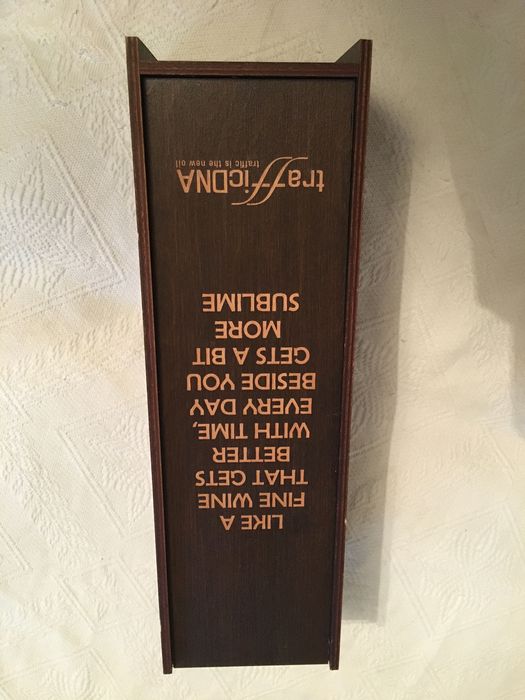 LIKE A
FINE WINE
THAT GETS
BETTER
WITH TIME,
EVERY DAY
BESIDE YOU
GETS A BIT
MORE
SUBLIME
trafficDNA
traffic is the new oil